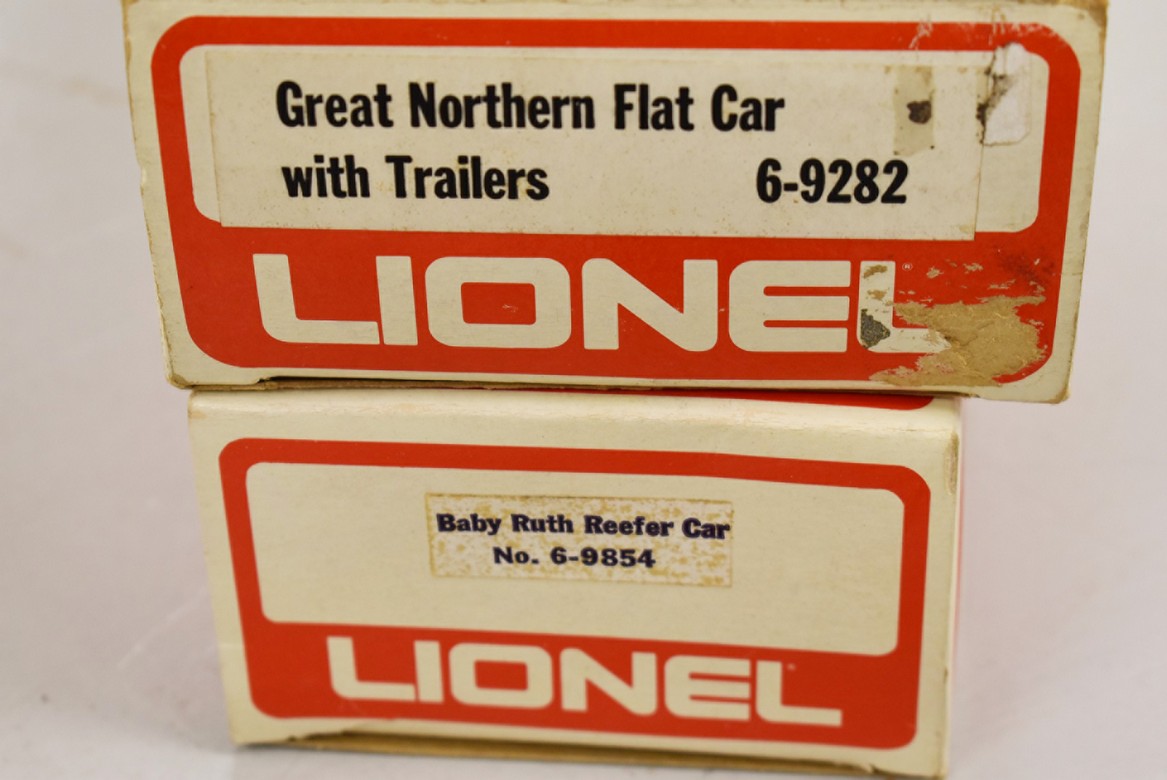 Great Northern Flat Car
with Trailers 6-9282
LIONEL®
Baby Ruth Reefer Car
No. 6-9854
LIONEL